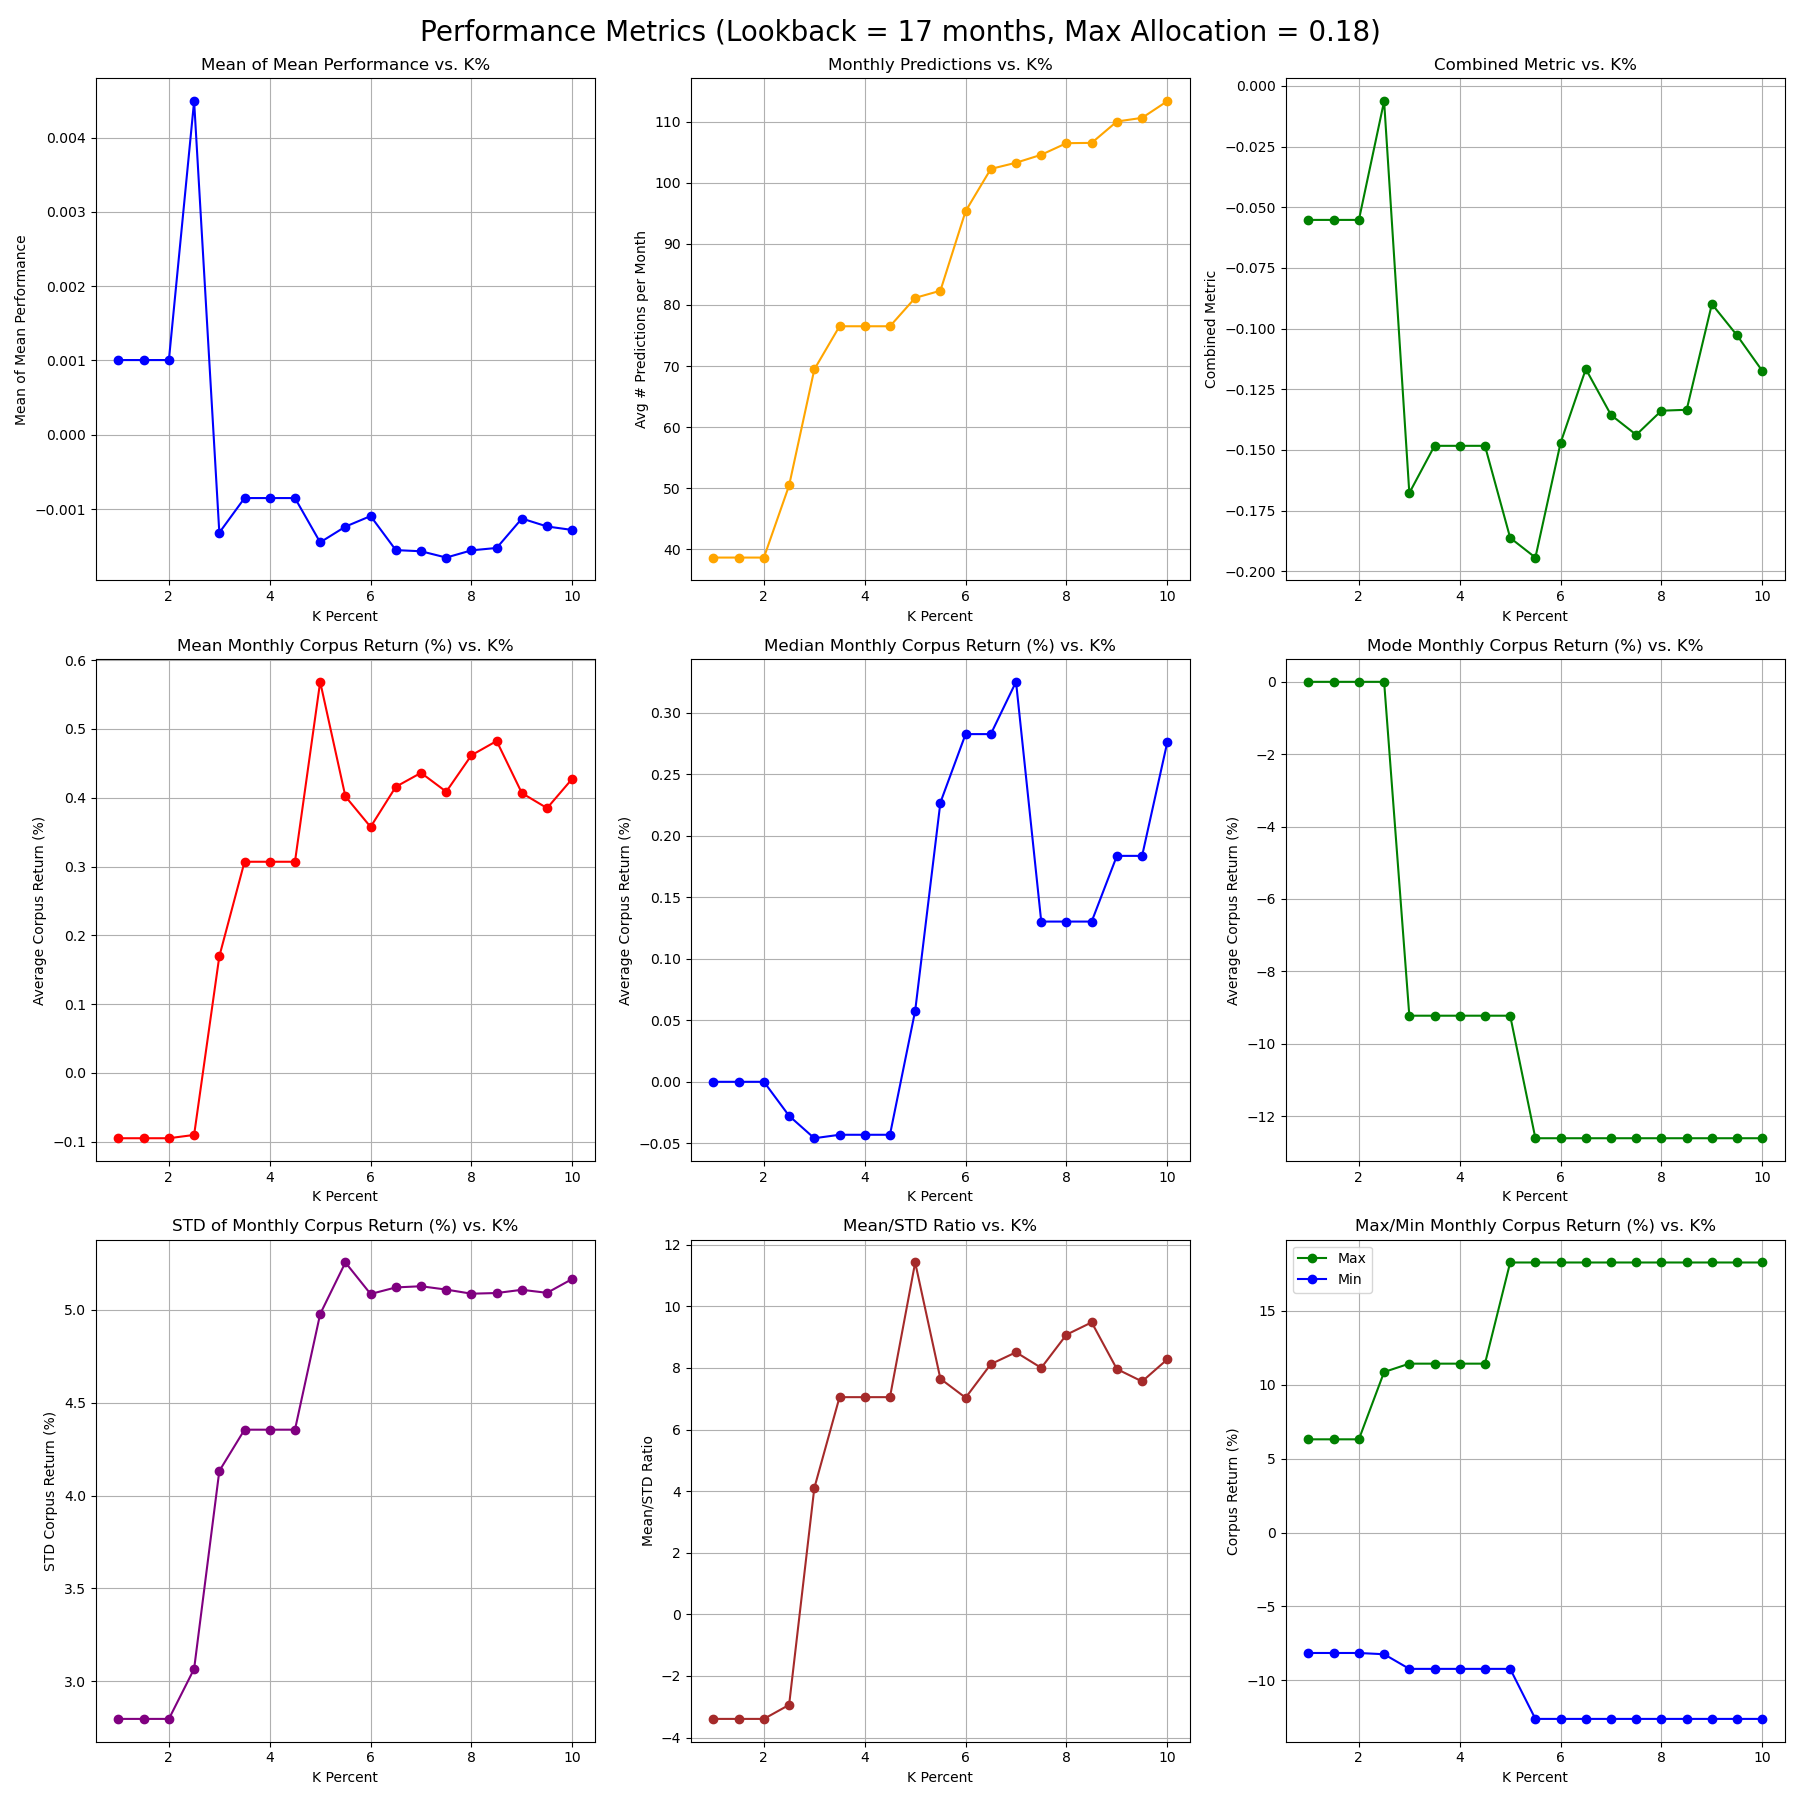 Performance Metrics (Lookback = 17 months, Max Allocation = 0.18)
Mean of Mean Performance vs. K%
Mean of Mean Performance
0.004
0.003
0.002
0.001
0.000
−0.001
2 4 6 8 10
K Percent
Monthly Predictions vs. K%
Avg # Predictions per Month
110
100
90
80
70
60
50
40
2 4 6 8 10
K Percent
Combined Metric vs. K%
Combined Metric
0.000
−0.025
−0.050
−0.075
−0.100
−0.125
−0.150
−0.175
−0.200
2 4 6 8 10
K Percent
Mean Monthly Corpus Return (%) vs. K%
Average Corpus Return (%)
0.6
0.5
0.4
0.3
0.2
0.1
0.0
−0.1
2 4 6 8 10
K Percent
Median Monthly Corpus Return (%) vs. K%
Average Corpus Return (%)
0.30
0.25
0.20
0.15
0.10
0.05
0.00
−0.05
2 4 6 8 10
K Percent
Mode Monthly Corpus Return (%) vs. K%
Average Corpus Return (%)
0
−2
−4
−6
−8
−10
−12
2 4 6 8 10
K Percent
STD of Monthly Corpus Return (%) vs. K%
STD Corpus Return (%)
5.0
4.5
4.0
3.5
3.0
2 4 6 8 10
K Percent
Mean/STD Ratio vs. K%
Mean/STD Ratio
12
10
8
6
4
2
0
−2
−4
2 4 6 8 10
K Percent
Max/Min Monthly Corpus Return (%) vs. K%
Max
Min
Corpus Return (%)
15
10
5
0
−5
−10
2 4 6 8 10
K Percent